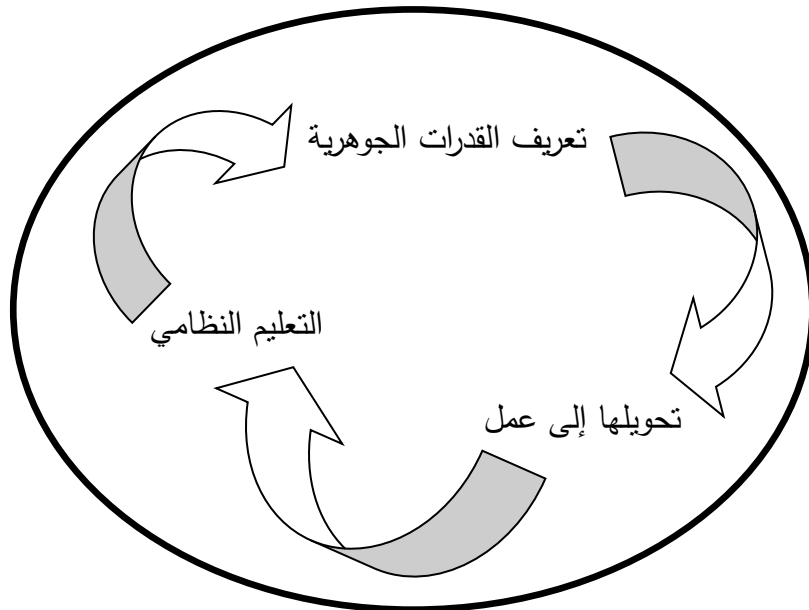 تعريف القدرات الجوهرية
التعليم النظامي
تحويلها إلى عمل